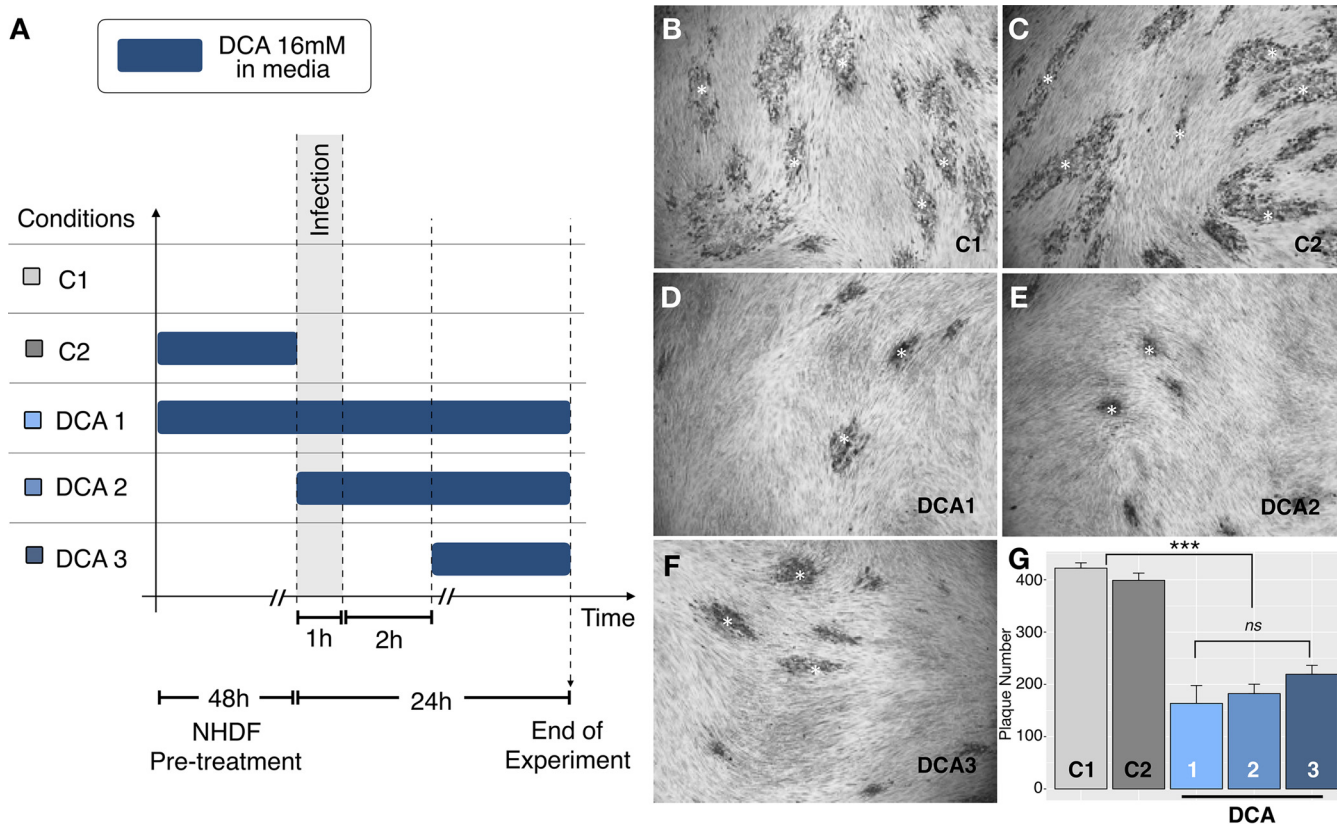 A
DCA 16mM
in media
Infection
Conditions
C1
C2
DCA 1
DCA 2
DCA 3
Time
1h
2h
48h
24h
NHDF
Pre-treatment
End of
Experiment
B
*
*
*
*
*
C1
C
*
*
*
*
*
*
C2
D
*
*
DCA1
E
*
*
DCA2
F
*
*
*
DCA3
G
***
ns
Plaque Number
400
300
200
100
0
C1
C2
1
2
3
DCA